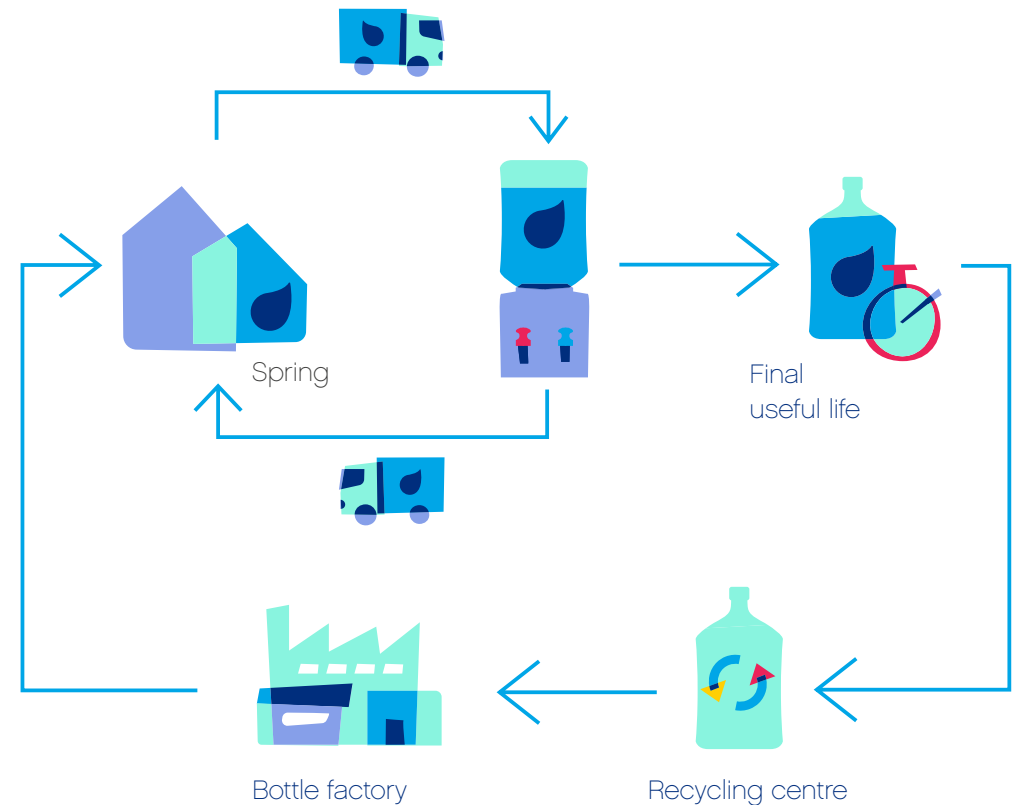 Spring
Final
useful life
Bottle factory
Recycling centre